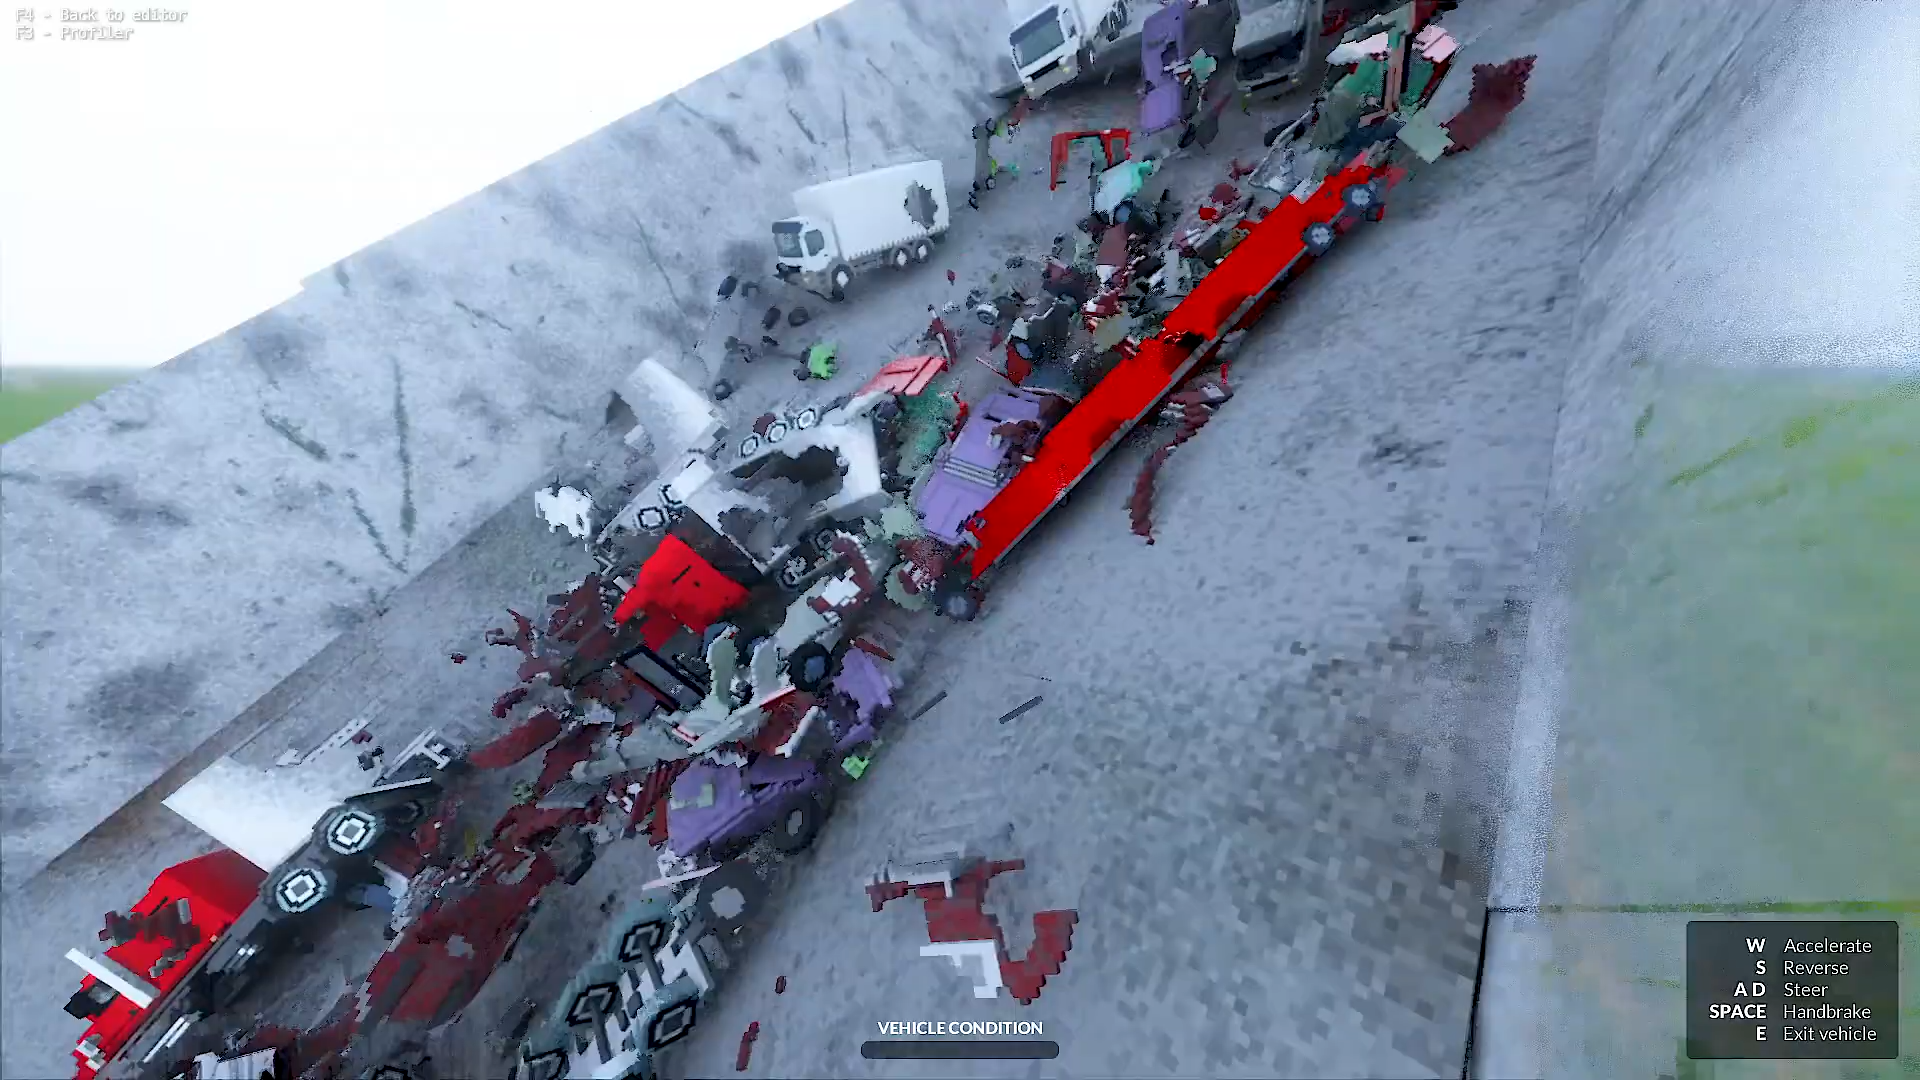 F4 - Back to editor
F3 - Profiler
W Accelerate
S Reverse
A D Steer
SPACE Handbrake
E Exit vehicle
VEHICLE CONDITION